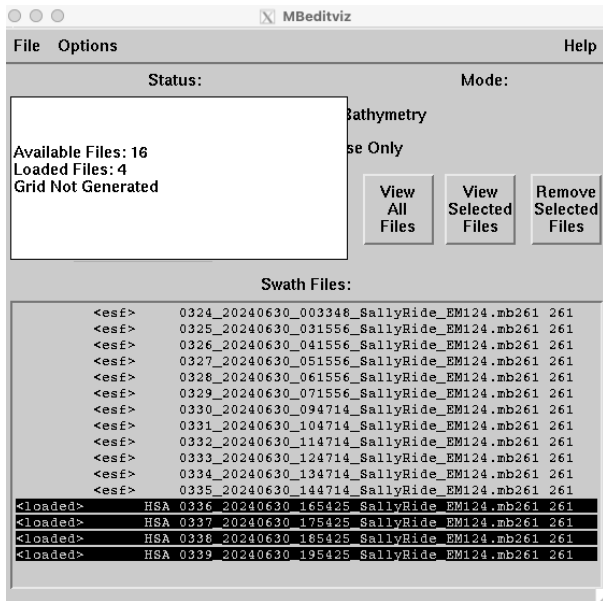 MBeditviz
File Options Help
Status: Mode:
Available Files: 16
Loaded Files: 4
Grid Not Generated
Bathymetry
se Only
View All Files
View Selected Files
Remove Selected Files
Swath Files:
<esf> 0324_20240630_003348_SallyRide_EM124.mb261 261
<esf> 0325_20240630_031556_SallyRide_EM124.mb261 261
<esf> 0326_20240630_041556_SallyRide_EM124.mb261 261
<esf> 0327_20240630_051556_SallyRide_EM124.mb261 261
<esf> 0328_20240630_061556_SallyRide_EM124.mb261 261
<esf> 0329_20240630_071556_SallyRide_EM124.mb261 261
<esf> 0330_20240630_094714_SallyRide_EM124.mb261 261
<esf> 0331_20240630_104714_SallyRide_EM124.mb261 261
<esf> 0332_20240630_114714_SallyRide_EM124.mb261 261
<esf> 0333_20240630_124714_SallyRide_EM124.mb261 261
<esf> 0334_20240630_134714_SallyRide_EM124.mb261 261
<esf> 0335_20240630_144714_SallyRide_EM124.mb261 261
<loaded> HSA 0336_20240630_165425_SallyRide_EM124.mb261 261
<loaded> HSA 0337_20240630_175425_SallyRide_EM124.mb261 261
<loaded> HSA 0338_20240630_185425_SallyRide_EM124.mb261 261
<loaded> HSA 0339_20240630_195425_SallyRide_EM124.mb261 261